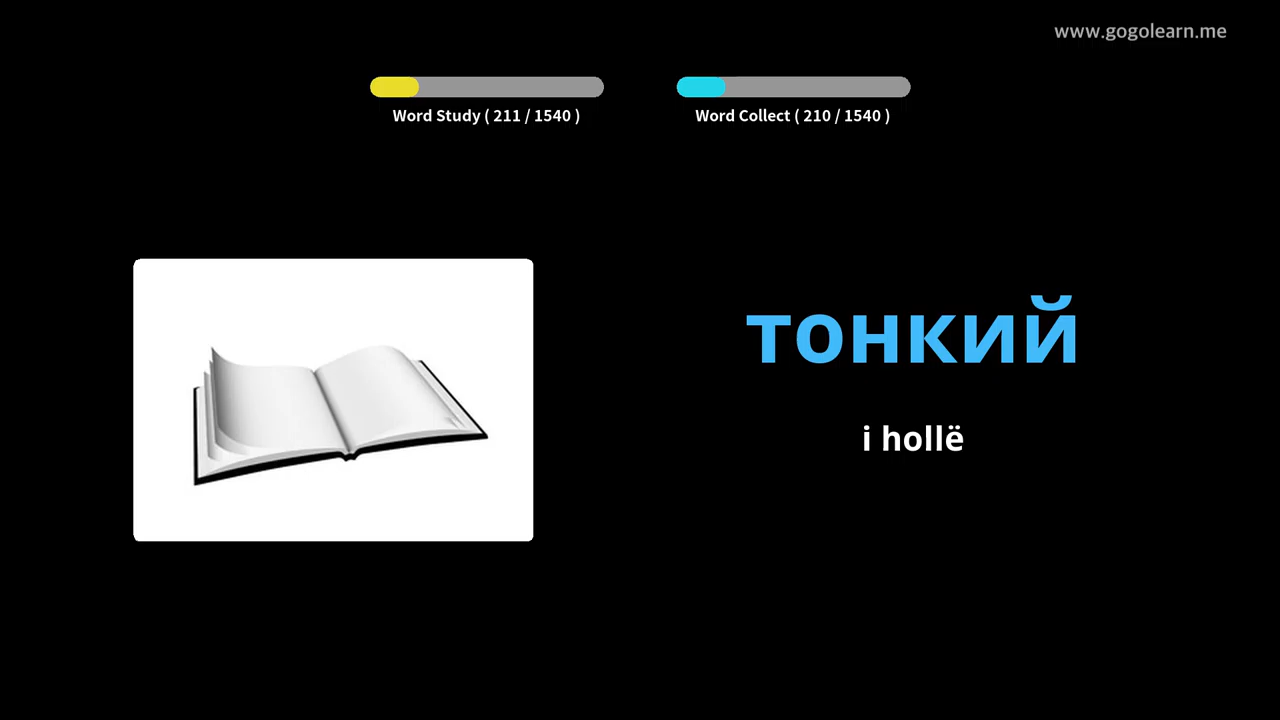 www.gogolearn.me
Word Study ( 211 / 1540 )
Word Collect ( 210 / 1540 )
тонкий
i hollë